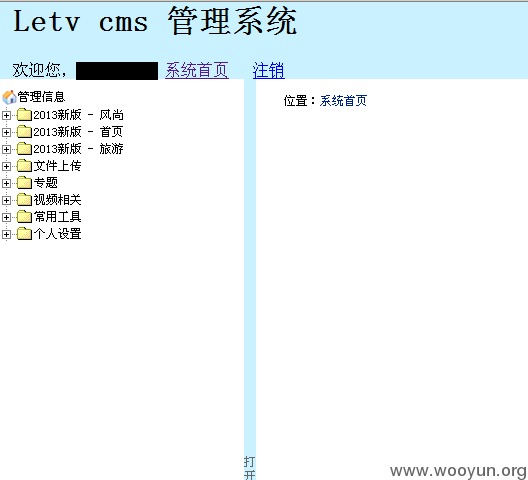 Letv cms 管理系统
欢迎您， 系统首页 注销
管理信息
2013新版 - 风尚
2013新版 - 首页
2013新版 - 旅游
文件上传
专题
视频相关
常用工具
个人设置
位置：系统首页
打
开
www.wooyun.org